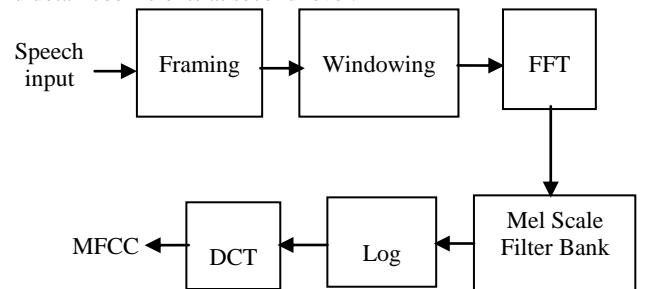 Speech
input
Framing
Windowing
FFT
Mel Scale
Filter Bank
Log
DCT
MFCC